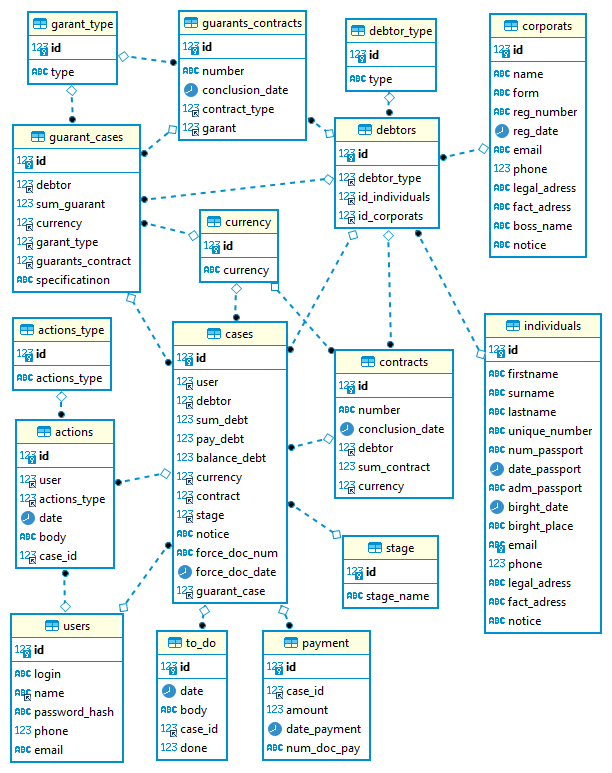 garant_type
123 id
ABC type
guarants_contracts
123 id
ABC number
conclusion_date
123 contract_type
123 garant
debtor_type
123 id
ABC type
corporats
123 id
ABC name
ABC form
ABC reg_number
reg_date
ABC email
123 phone
ABC legal_adress
ABC fact_adress
ABC boss_name
ABC notice
guarant_cases
123 id
123 debtor
123 sum_guarant
123 currency
123 garant_type
123 guarants_contract
ABC specificatinon
debtors
123 id
123 debtor_type
123 id_individuals
123 id_corporats
currency
123 id
ABC currency
actions_type
123 id
ABC actions_type
cases
123 id
123 user
123 debtor
123 sum_debt
123 pay_debt
123 balance_debt
123 currency
123 contract
123 stage
ABC notice
ABC force_doc_num
force_doc_date
123 guarant_case
contracts
123 id
ABC number
conclusion_date
123 debtor
123 sum_contract
123 currency
individuals
123 id
ABC firstname
ABC surname
ABC lastname
ABC unique_number
ABC num_passport
date_passport
ABC adm_passport
birght_date
ABC birght_place
ABC email
123 phone
ABC legal_adress
ABC fact_adress
ABC notice
actions
123 id
123 user
123 actions_type
date
ABC body
123 case_id
stage
123 id
ABC stage_name
users
123 id
ABC login
ABC name
ABC password_hash
123 phone
ABC email
to_do
123 id
date
ABC body
123 case_id
123 done
payment
123 id
123 case_id
123 amount
date_payment
ABC num_doc_pay